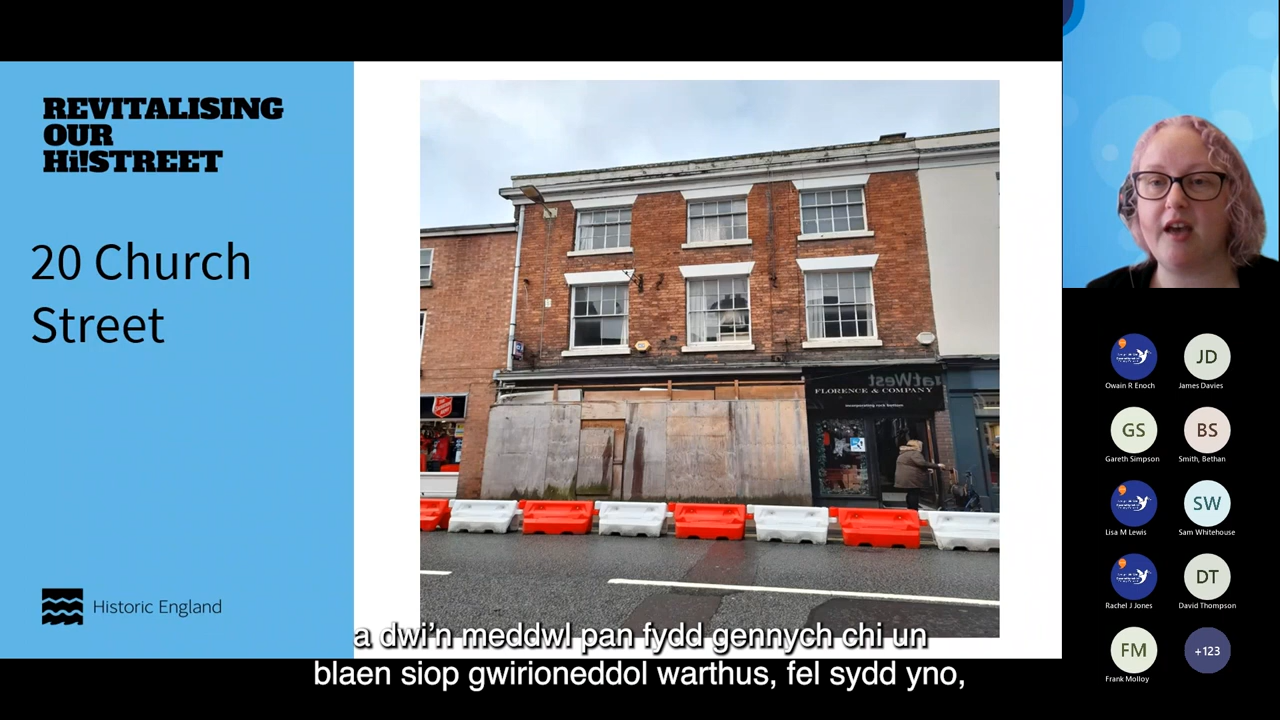 REVITALISING
OUR
Hi!STREET
20 Church
Street
Historic England
NatWest
FLORENCE & COMPANY
a dwi'n meddwl pan fydd gennych chi un
blaen siop gwirioneddol warthus, fel sydd yno,
Owain R Enoch
JD
James Davies
GS
Gareth Simpson
BS
Smith, Bethan
Lisa M Lewis
SW
Sam Whitehouse
Rachel J Jones
DT
David Thompson
FM
Frank Molloy
+123